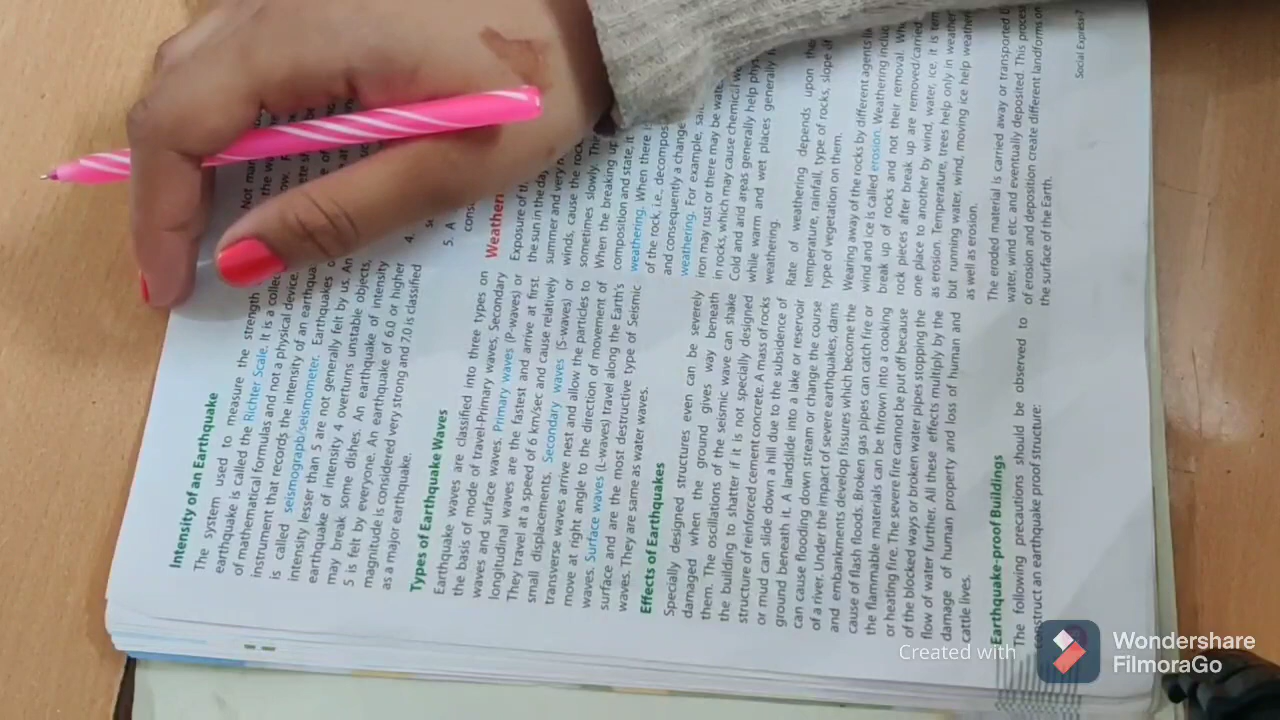 Intensity of an Earthquake
The system used to measure the strength
earthquake is called the Richter Scale. It is a
of mathematical formulas and not a physical device.
instrument that records the intensity of an
is called seismograpb/seismometer. Earthquakes
intensity lesser than 5 are not generally felt by us. An
earthquake of intensity 4 overturns unstable objects,
may break some dishes. An earthquake of intensity
5 is felt by everyone. An earthquake of 6.0 or higher
magnitude is considered very strong and 7.0 is classified
as a major earthquake.
Types of Earthquake Waves
Earthquake waves are classified into three types on
the basis of mode of travel-Primary waves, Secondary
waves and surface waves. Primary waves (P-waves) or
longitudinal waves are the fastest and arrive at first.
They travel at a speed of 6 km/sec and cause relatively
small displacements. Secondary waves (S-waves) or
transverse waves arrive nest and allow the particles to
move at right angle to the direction of movement of
waves. Surface waves (L-waves) travel along the Earth's
surface and are the most destructive type of Seismic
waves. They are same as water waves.
Effects of Earthquakes
Specially designed structures even can be severely
damaged when the ground gives way beneath
them. The oscillations of the seismic wave can shake
the building to shatter if it is not specially designed
structure of reinforced cement concrete. A mass of rocks
or mud can slide down a hill due to the subsidence of
ground beneath it. A landslide into a lake or reservoir
can cause flooding down stream or change the course
of a river. Under the impact of severe earthquakes, dams
and embankments develop fissures which become the
cause of flash floods. Broken gas pipes can catch fire or
the flammable materials can be thrown into a cooking
or heating fire. The severe fire cannot be put off because
of the blocked ways or broken water pipes stopping the
flow of water further. All these effects multiply by the
damage of human property and loss of human and
cattle lives.
Earthquake-proof Buildings
The following precautions should be observed to
construct an earthquake proof structure:
Not
the
4.
5. A
Exposure of
the sun in the day
summer and very
winds, cause the
sometimes slowly.
When the breaking up
composition and state, it
weathering. When there
of the rock, i.e.,
and consequently a change
weathering. For example,
iron may rust or there may be
in rocks, which may cause chemical
Cold and arid areas generally help
while warm and wet places generally
weathering.
Rate of weathering depends upon the
temperature, rainfall, type of rocks, slope
type of vegetation on them.
Wearing away of the rocks by different agents
wind and ice is called erosion. Weathering
break up of rocks and not their removal.
rock pieces after break up are removed/carried
one place to another by wind, water, ice, it is
as erosion. Temperature, trees help only in
but running water, wind, moving ice help
as well as erosion.
The eroded material is carried away or transported
water, wind etc. and eventually deposited. This
of erosion and deposition create different landforms on
the surface of the Earth.
Social Express-7
Created with
Wondershare
FilmoraGo